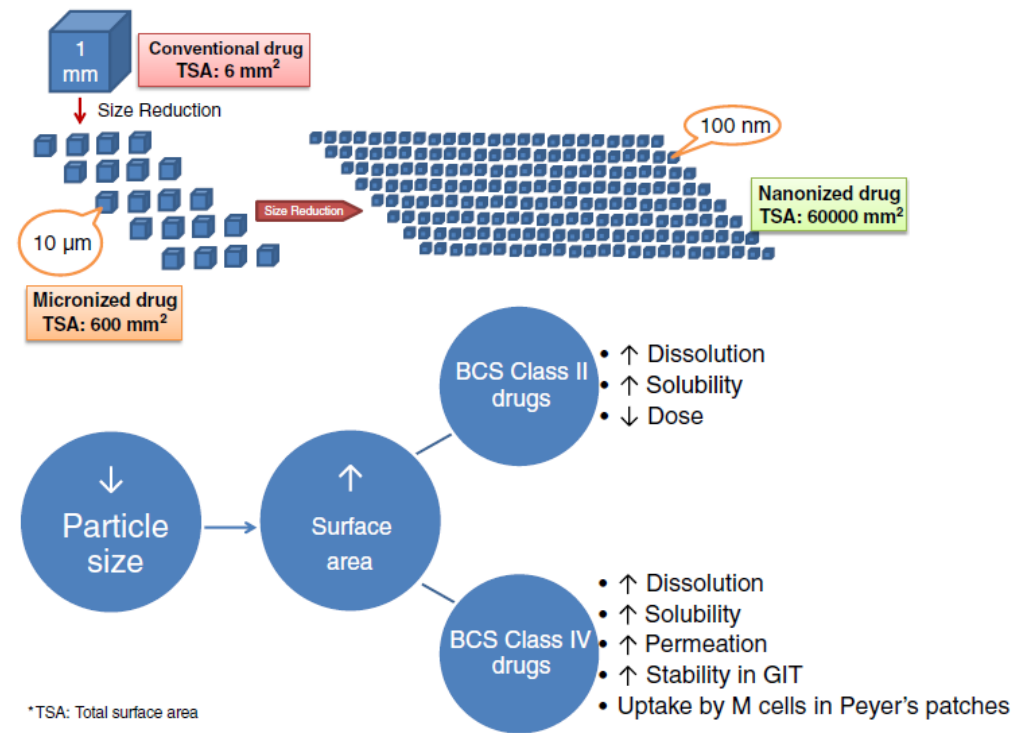 1
mm
Conventional drug
TSA: 6 mm²
Size Reduction
100 nm
Size Reduction
Nanonized drug
TSA: 60000 mm²
10 µm
Micronized drug
TSA: 600 mm²
BCS Class II
drugs
• ↑ Dissolution
• ↑ Solubility
• ↓ Dose
↓
Particle
size
↑
Surface
area
BCS Class IV
drugs
• ↑ Dissolution
• ↑ Solubility
• ↑ Permeation
• ↑ Stability in GIT
• Uptake by M cells in Peyer's patches
*TSA: Total surface area